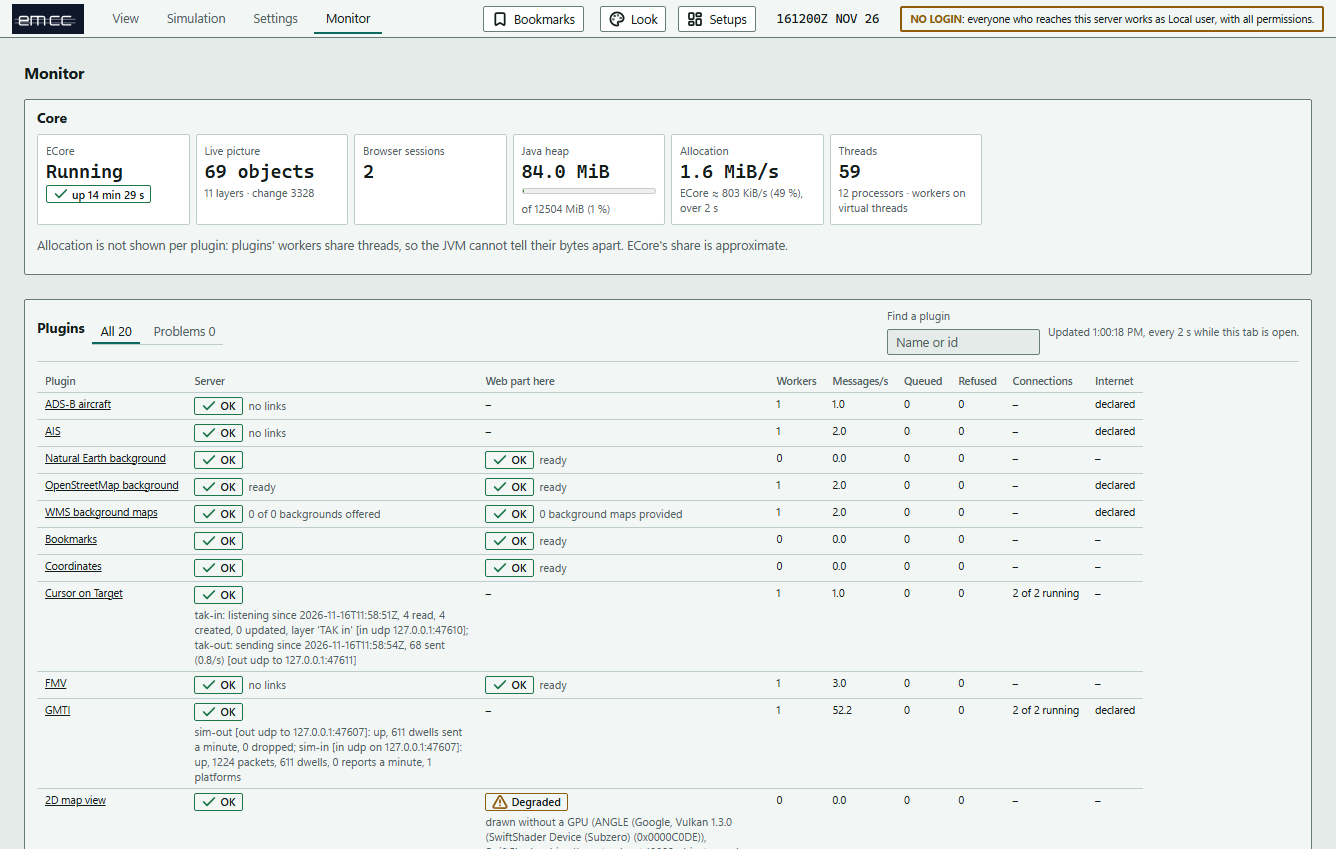 emcc
View
Simulation
Settings
Monitor
Bookmarks
Look
Setups
161200Z NOV 26
NO LOGIN: everyone who reaches this server works as Local user, with all permissions.
Monitor
Core
ECore
Running
up 14 min 29 s
Live picture
69 objects
11 layers · change 3328
Browser sessions
2
Java heap
84.0 MiB
of 12504 MiB (1 %)
Allocation
1.6 MiB/s
ECore ≈ 803 KiB/s (49 %),
over 2 s
Threads
59
12 processors · workers on
virtual threads
Allocation is not shown per plugin: plugins' workers share threads, so the JVM cannot tell their bytes apart. ECore's share is approximate.
Plugins
All 20
Problems 0
Find a plugin
Name or id
Updated 1:00:18 PM, every 2 s while this tab is open.
Plugin Server Web part here Workers Messages/s Queued Refused Connections Internet
ADS-B aircraft OK no links – 1 1.0 0 0 – declared
AIS OK no links – 1 2.0 0 0 – declared
Natural Earth background OK OK ready 0 0.0 0 0 – –
OpenStreetMap background OK ready OK ready 1 2.0 0 0 – declared
WMS background maps OK 0 of 0 backgrounds offered OK 0 background maps provided 1 2.0 0 0 – declared
Bookmarks OK OK ready 0 0.0 0 0 – –
Coordinates OK OK ready 0 0.0 0 0 – –
Cursor on Target OK – 1 1.0 0 0 2 of 2 running –
tak-in: listening since 2026-11-16T11:58:51Z, 4 read, 4
created, 0 updated, layer 'TAK in' [in udp 127.0.0.1:47610];
tak-out: sending since 2026-11-16T11:58:54Z, 68 sent
(0.8/s) [out udp to 127.0.0.1:47611]
FMV OK no links OK ready 1 3.0 0 0 – –
GMTI OK – 1 52.2 0 0 2 of 2 running declared
sim-out [out udp to 127.0.0.1:47607]: up, 611 dwells sent
a minute, 0 dropped; sim-in [in udp on 127.0.0.1:47607]:
up, 1224 packets, 611 dwells, 0 reports a minute, 1
platforms
2D map view OK Degraded 0 0.0 0 0 – –
drawn without a GPU (ANGLE (Google, Vulkan 1.3.0
(SwiftShader Device (Subzero) (0x0000C0DE)),